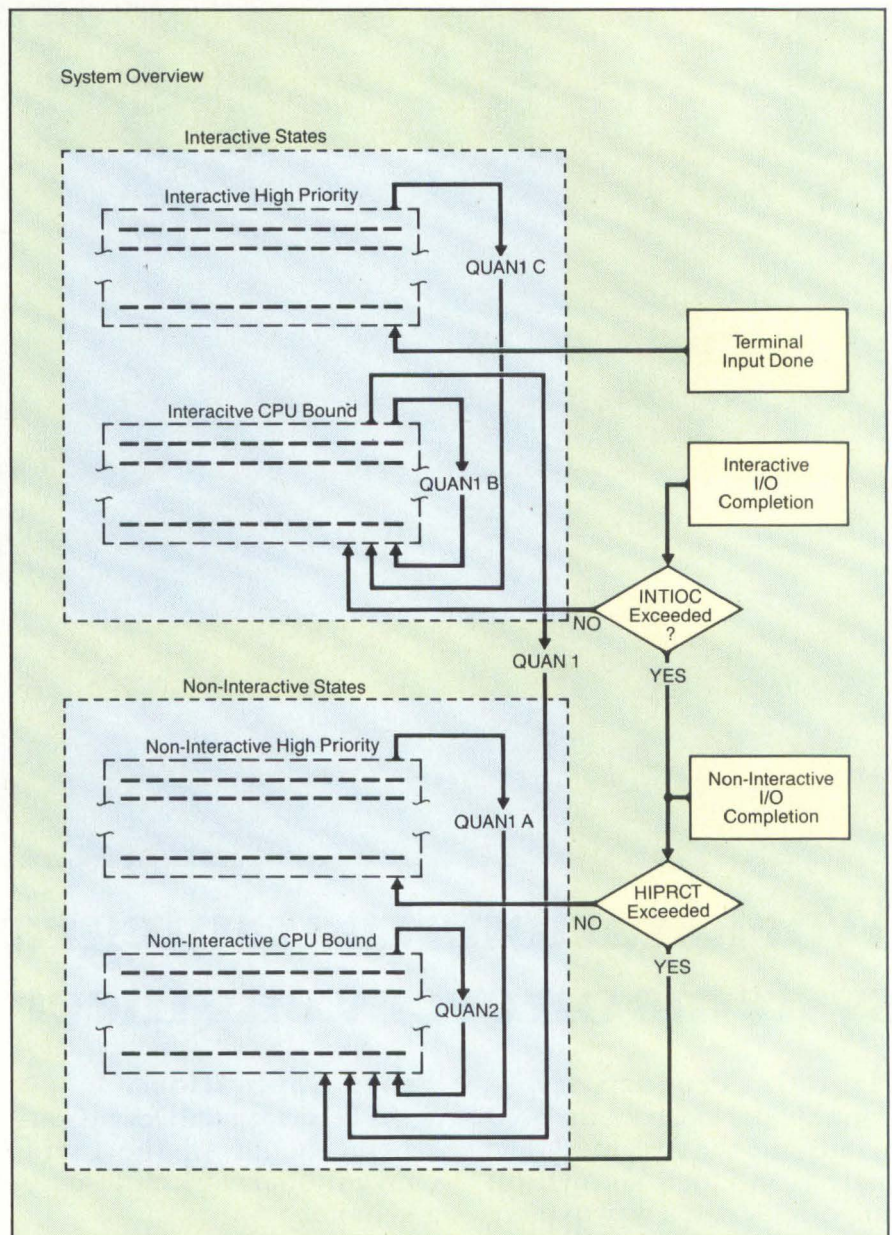 System Overview
Interactive States
Interactive High Priority
QUAN1 C
Terminal
Input Done
Interacitve CPU Bound
QUAN1 B
Interactive
I/O
Completion
INTIOC
Exceeded
?
NO
YES
QUAN 1
Non-Interactive States
Non-Interactive High Priority
QUAN1 A
Non-Interactive
I/O
Completion
HIPRCT
Exceeded
NO
YES
Non-Interactive CPU Bound
QUAN2